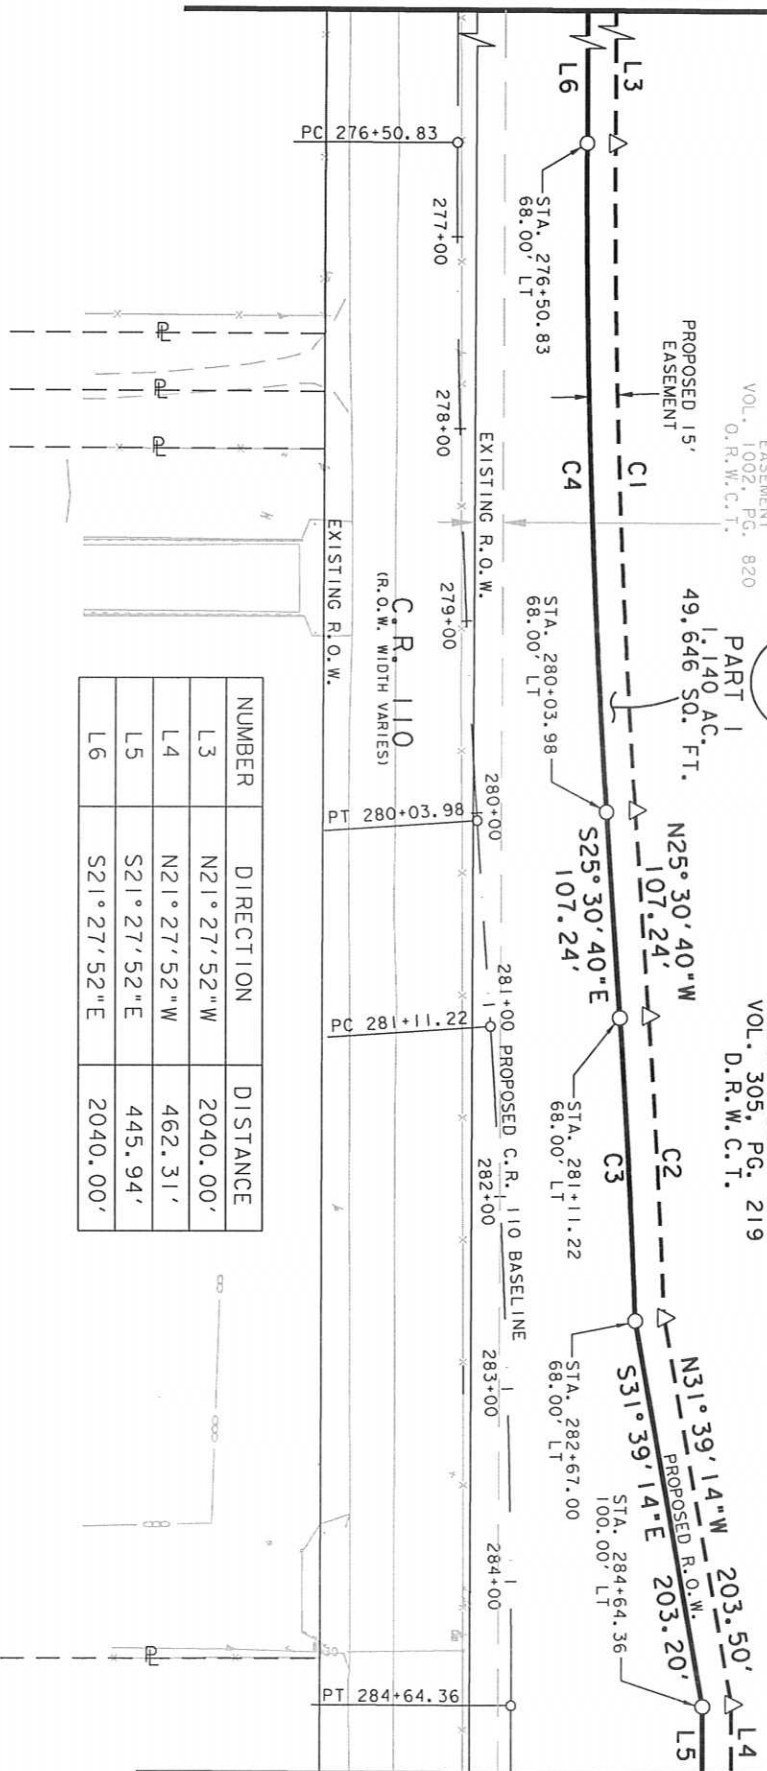 L3
L6
PC 276+50.83
277+00
STA. 276+50.83
68.00' LT
PROPOSED 15'
EASEMENT
EASEMENT
VOL. 1002, PG. 820
O.R.W.C.T.
278+00
EXISTING R.O.W.
C1
C4
279+00
EXISTING R.O.W.
C.R. 110
(R.O.W. WIDTH VARIES)
PART 1
1.140 AC.
49,646 SQ. FT.
STA. 280+03.98
68.00' LT
280+00
PT 280+03.98
N25°30'40"W
107.24'
S25°30'40"E
107.24'
VOL. 305, PG. 219
D.R.W.C.T.
281+00
PROPOSED C.R. 110 BASELINE
PC 281+11.22
STA. 281+11.22
68.00' LT
C2
C3
282+00
283+00
STA. 282+67.00
68.00' LT
N31°39'14"W 203.50'
PROPOSED R.O.W.
S31°39'14"E 203.20'
STA. 284+64.36
100.00' LT
284+00
PT 284+64.36
L4
L5
PL
PL
PL
PL
NUMBER DIRECTION DISTANCE
L3 N21°27'52"W 2040.00'
L4 N21°27'52"W 462.31'
L5 S21°27'52"E 445.94'
L6 S21°27'52"E 2040.00'